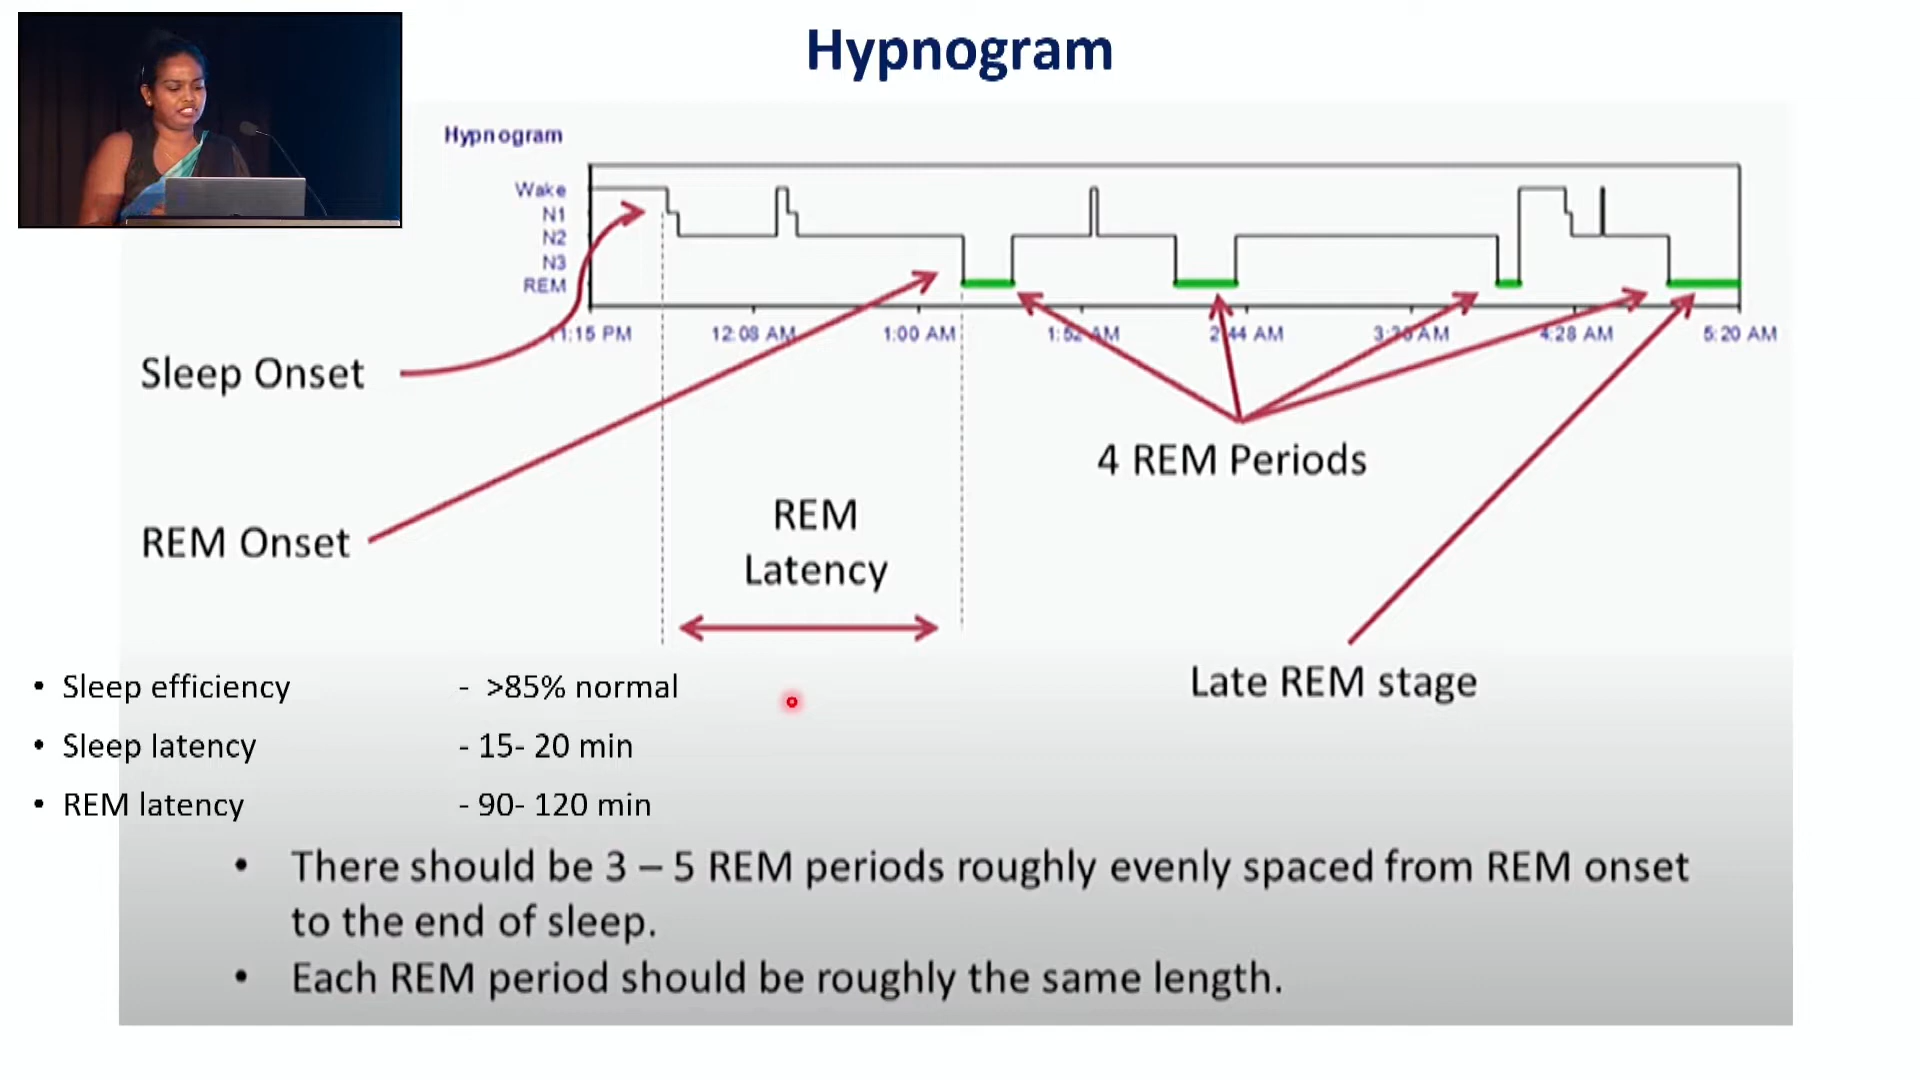 Hypnogram
Hypnogram
Wake
N1
N2
N3
REM
11:15 PM 12:08 AM 1:00 AM 1:52 AM 2:44 AM 3:36 AM 4:28 AM 5:20 AM
Sleep Onset
4 REM Periods
REM Onset
REM
Latency
Late REM stage
• Sleep efficiency - >85% normal
• Sleep latency - 15- 20 min
• REM latency - 90- 120 min
• There should be 3 – 5 REM periods roughly evenly spaced from REM onset
to the end of sleep.
• Each REM period should be roughly the same length.